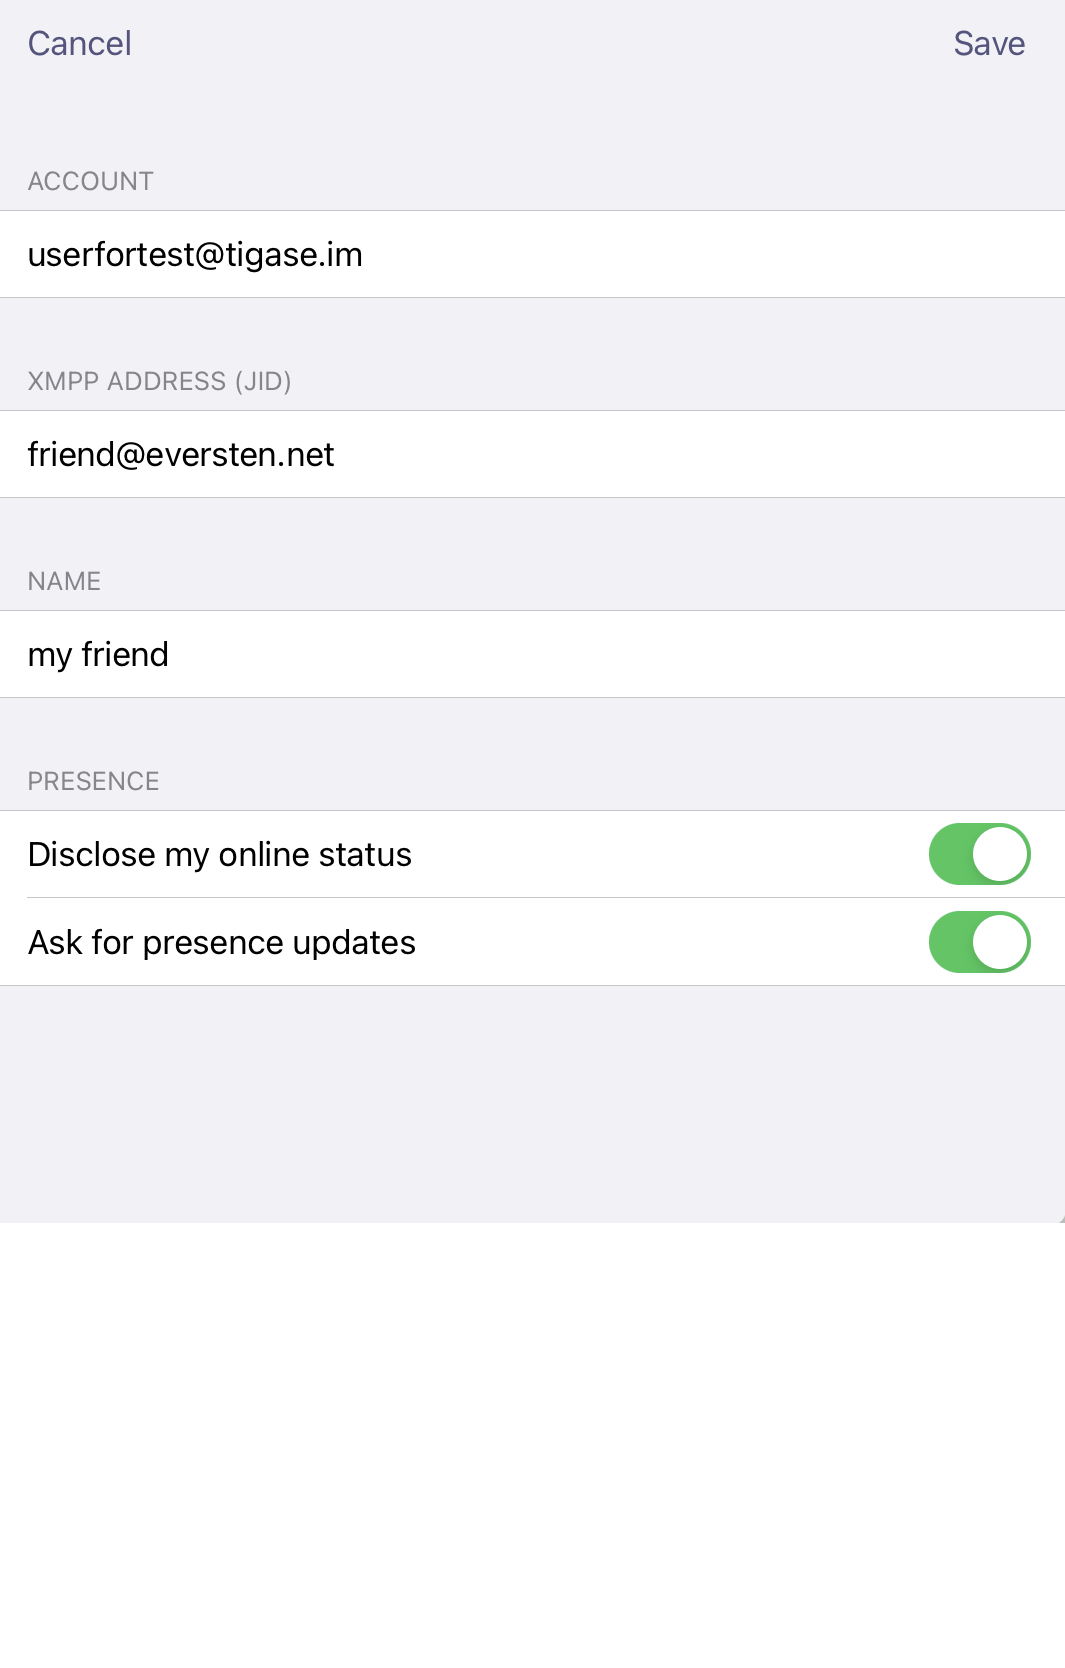 Cancel
Save
ACCOUNT
userfortest@tigase.im
XMPP ADDRESS (JID)
friend@eversten.net
NAME
my friend
PRESENCE
Disclose my online status
Ask for presence updates